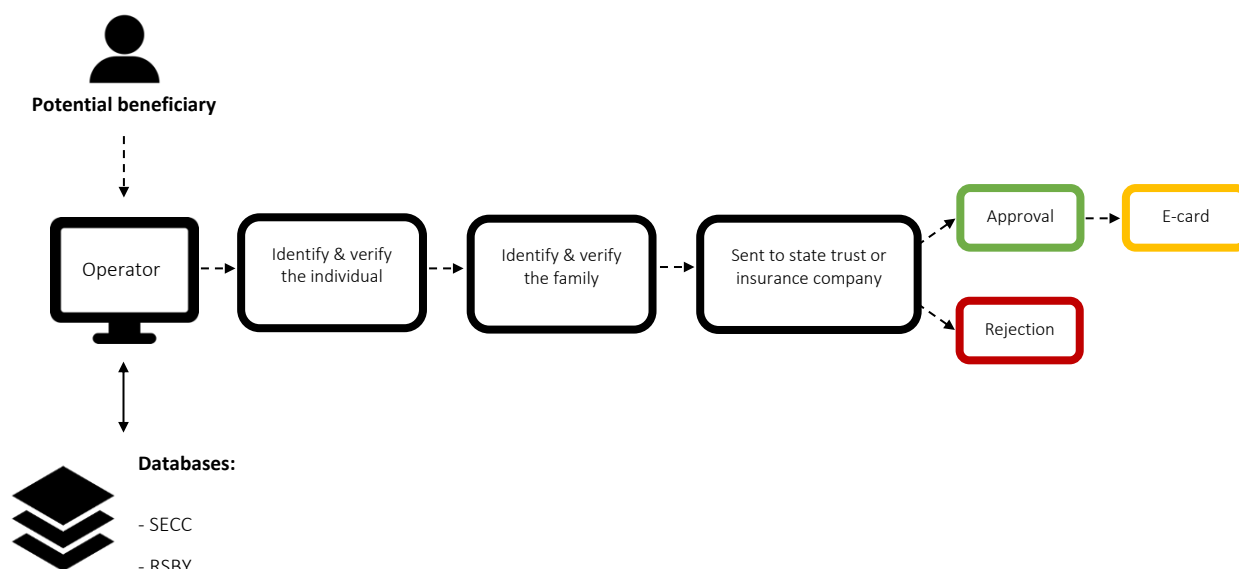 Potential beneficiary
Operator
Identify & verify
the individual
Identify & verify
the family
Sent to state trust or
insurance company
Approval
E-card
Rejection
Databases:
- SECC
- RSBY